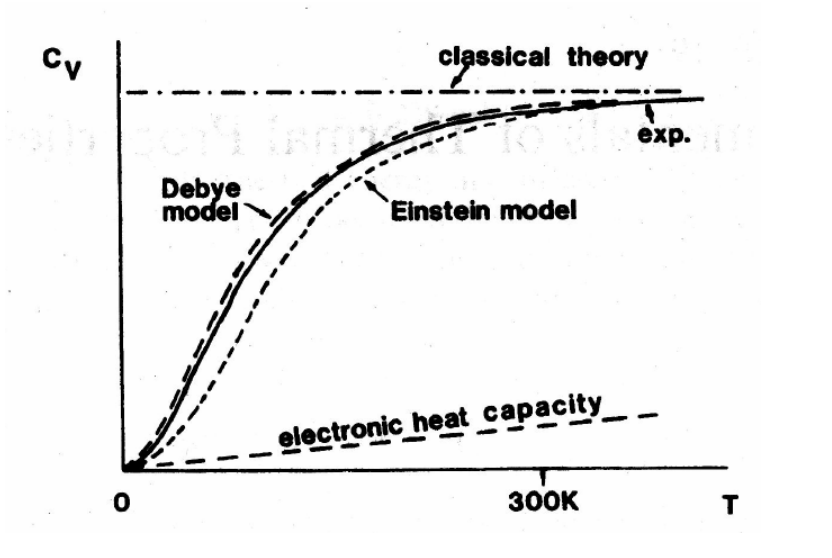 C_V
classical theory
exp.
Debye
model
Einstein model
electronic heat capacity
0
300K
T